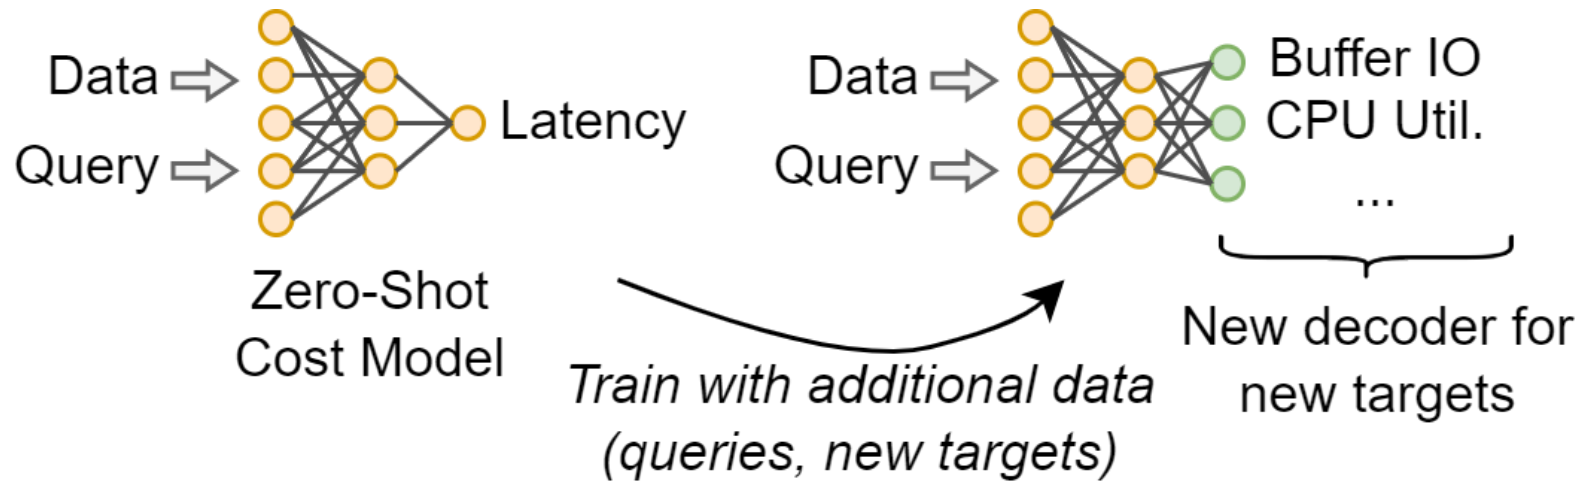 Data
Query
Latency
Zero-Shot
Cost Model
Train with additional data
(queries, new targets)
Data
Query
Buffer IO
CPU Util.
...
New decoder for
new targets